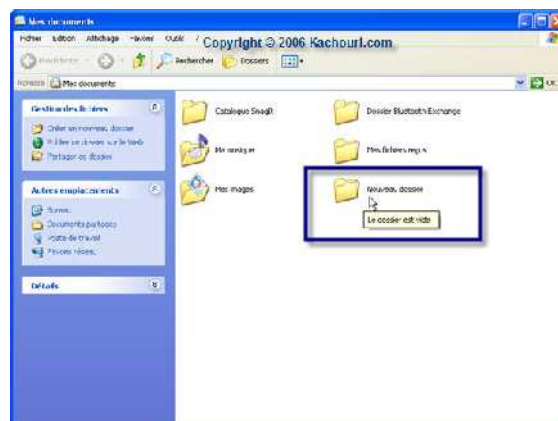 Mes documents
Fichier Edition Affichage Favoris Outils
Copyright © 2006 Kachouri.com
Rechercher Dossiers
Mes documents
OK
Gestion des fichiers
Créer un nouveau dossier
Publier ce dossier sur le Web
Partager ce dossier
Autres emplacements
Bureau
Documents partagés
Poste de travail
Favoris réseau
Détails
Catalogue SnagIt
Dossier Bluetooth Exchange
Ma musique
Mes fichiers reçus
Mes images
Nouveau dossier
Le dossier est vide